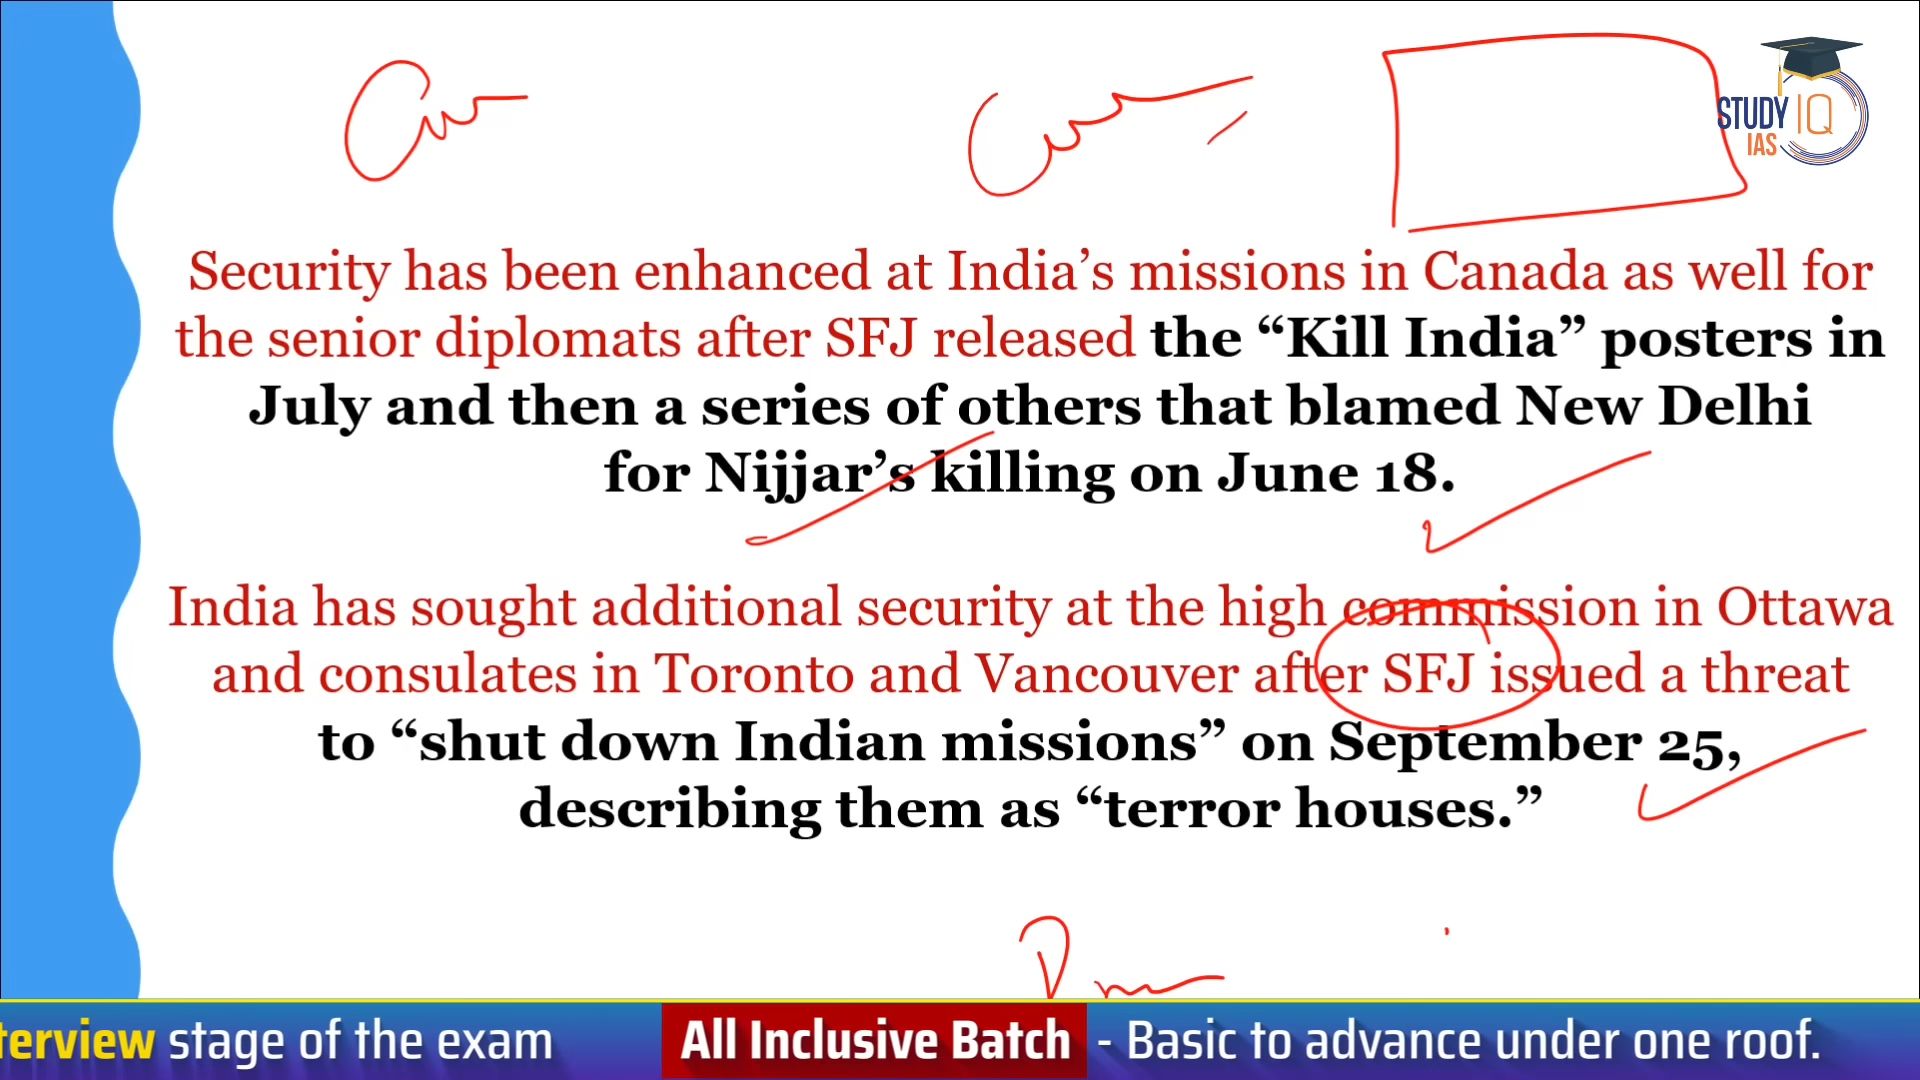 STUDY IQ
IAS
Security has been enhanced at India’s missions in Canada as well for
the senior diplomats after SFJ released the “Kill India” posters in
July and then a series of others that blamed New Delhi
for Nijjar’s killing on June 18.
India has sought additional security at the high commission in Ottawa
and consulates in Toronto and Vancouver after SFJ issued a threat
to “shut down Indian missions” on September 25,
describing them as “terror houses.”
terview stage of the exam All Inclusive Batch - Basic to advance under one roof.